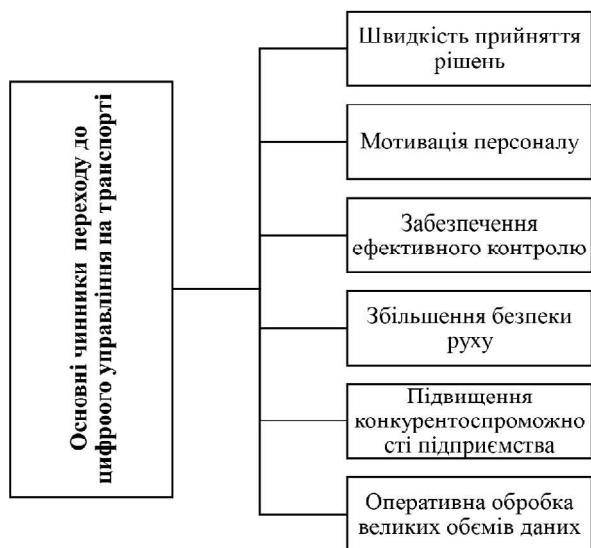 Основні чинники переходу до
цифроого управління на транспорті
Швидкість прийняття
рішень
Мотивація персоналу
Забезпечення
ефективного контролю
Збільшення безпеки
руху
Підвищення
конкурентоспроможно
сті підприємства
Оперативна обробка
великих обємів даних